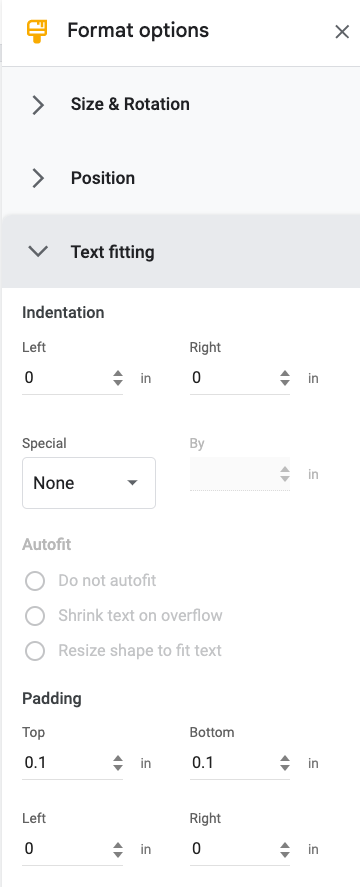 Format options
Size & Rotation
Position
Text fitting
Indentation
Left Right
0 in 0 in
Special By
None in
Autofit
Do not autofit
Shrink text on overflow
Resize shape to fit text
Padding
Top Bottom
0.1 in 0.1 in
Left Right
0 in 0 in